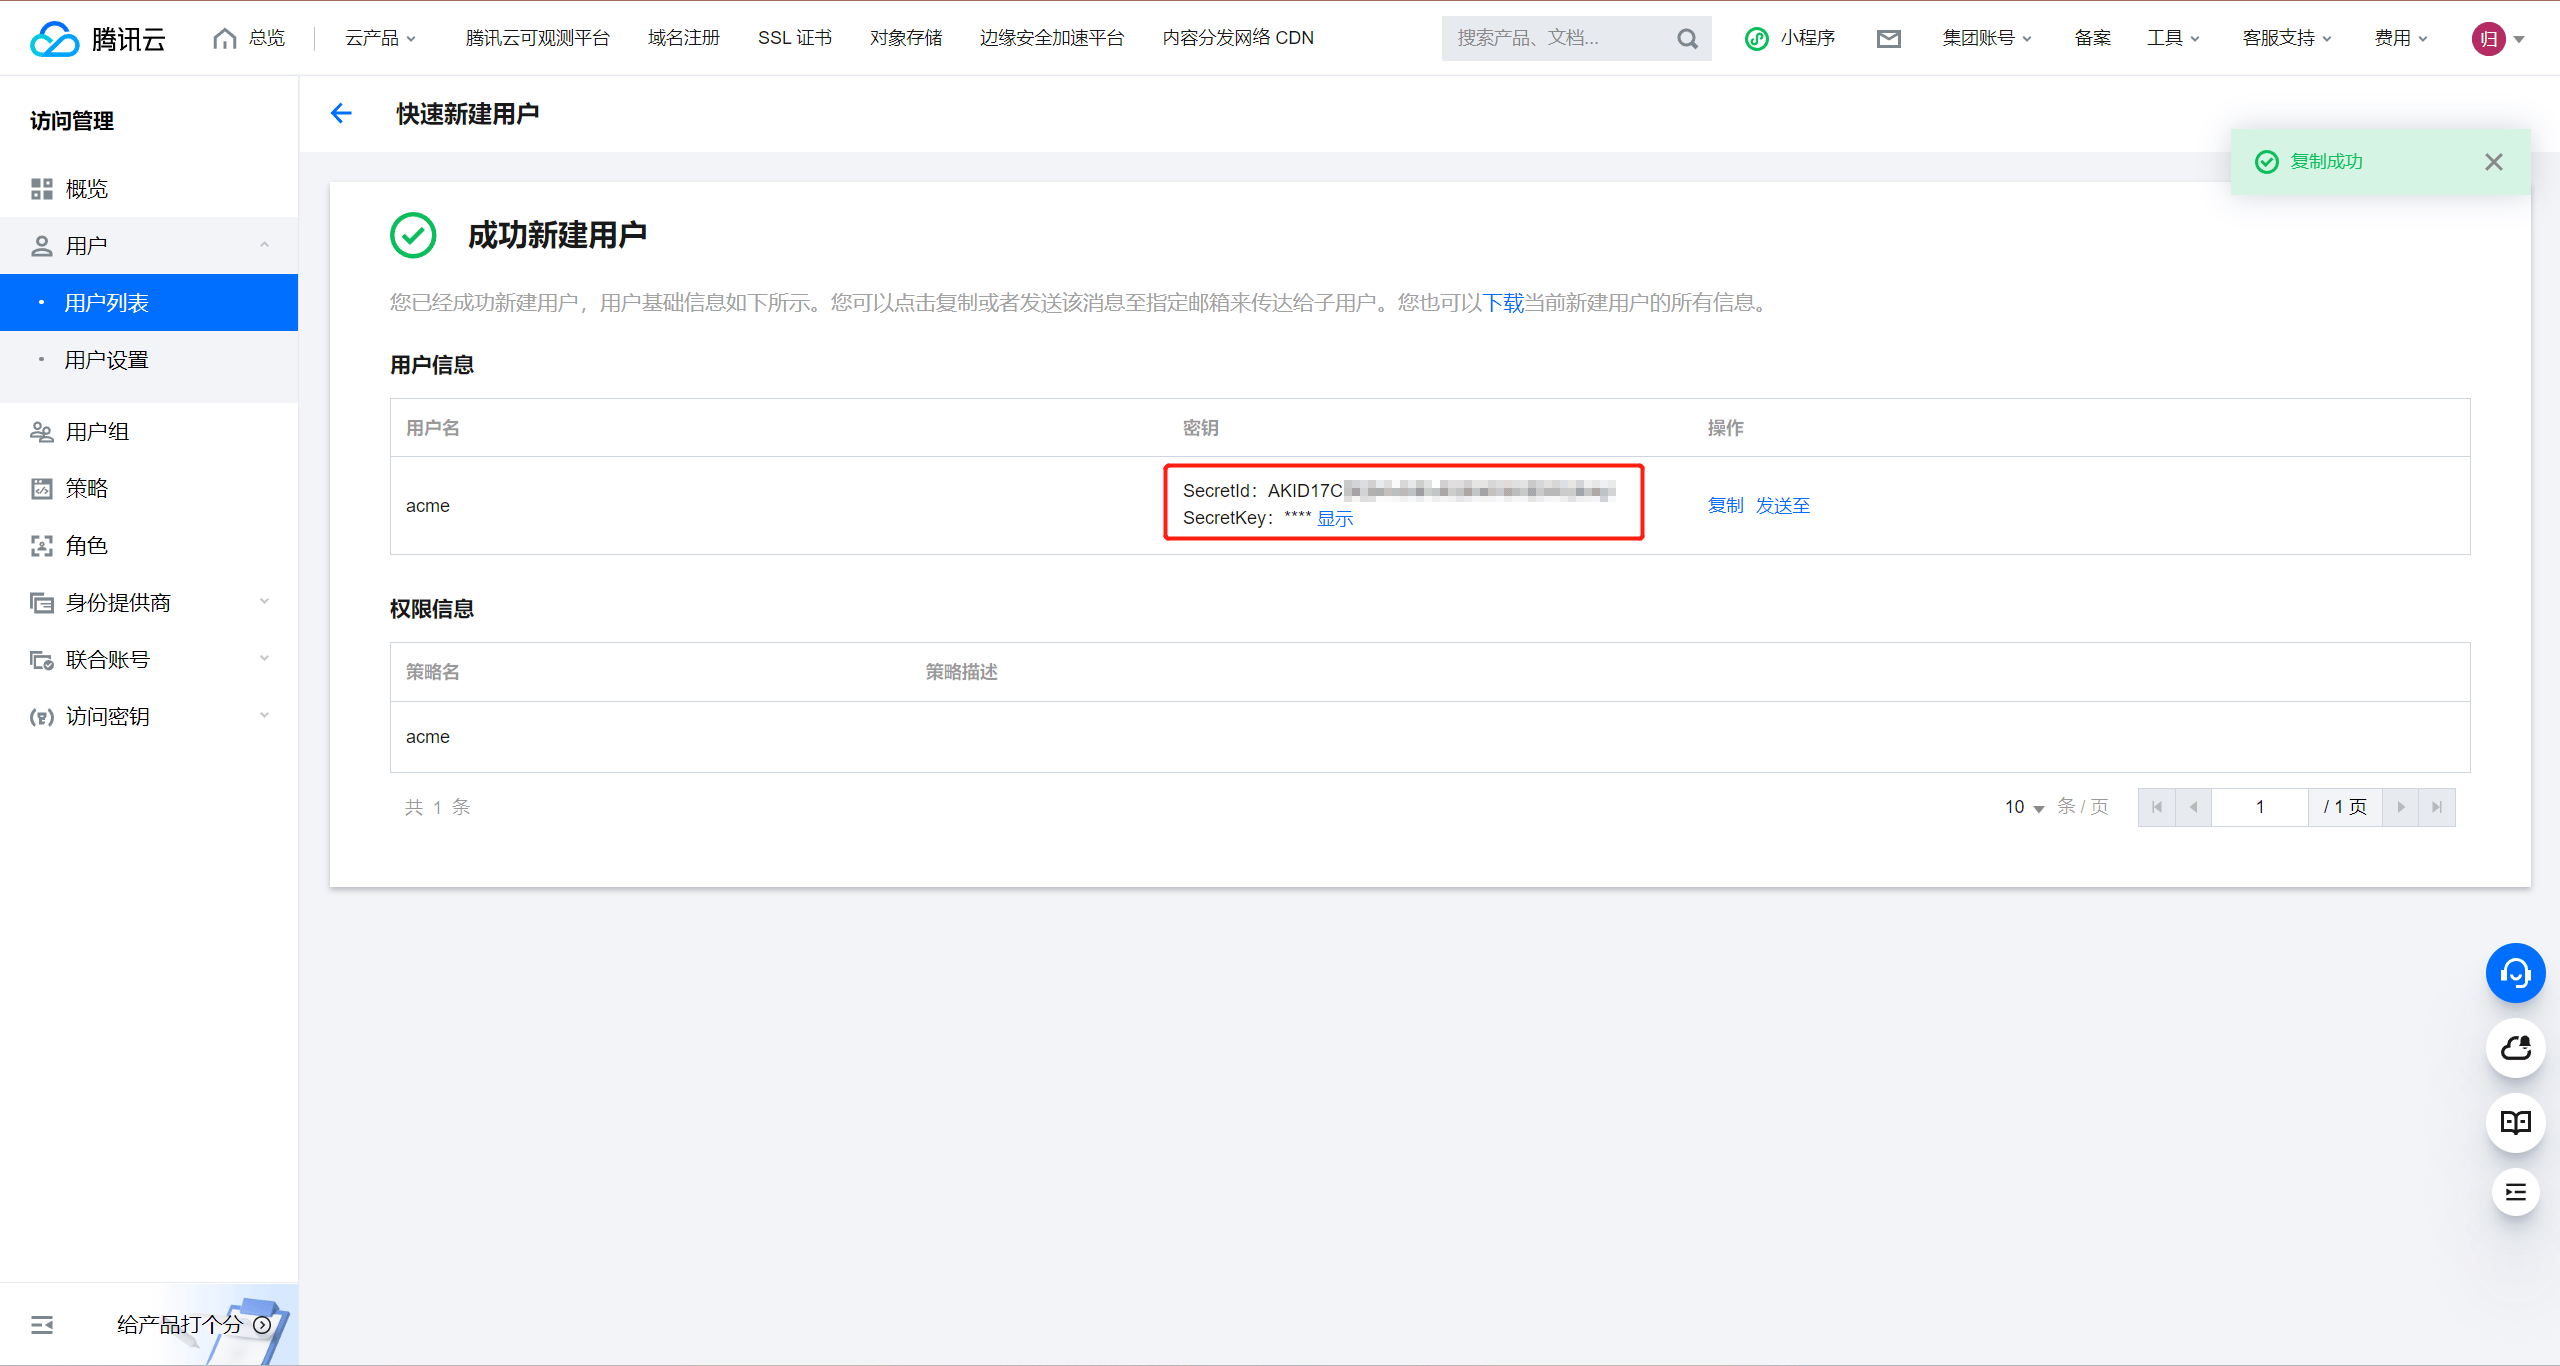 腾讯云 总览 云产品 腾讯云可观测平台 域名注册 SSL 证书 对象存储 边缘安全加速平台 内容分发网络 CDN 搜索产品、文档... 小程序 集团账号 备案 工具 客服支持 费用 归
访问管理
概览
用户
用户列表
用户设置
用户组
策略
角色
身份提供商
联合账号
访问密钥
给产品打个分
快速新建用户
复制成功
成功新建用户
您已经成功新建用户，用户基础信息如下所示。您可以点击复制或者发送该消息至指定邮箱来传达给子用户。您也可以下载当前新建用户的所有信息。
用户信息
用户名 密钥 操作
acme
SecretId：AKID17C
SecretKey：**** 显示
复制 发送至
权限信息
策略名 策略描述
acme
共 1 条
10 条 / 页 1 / 1 页